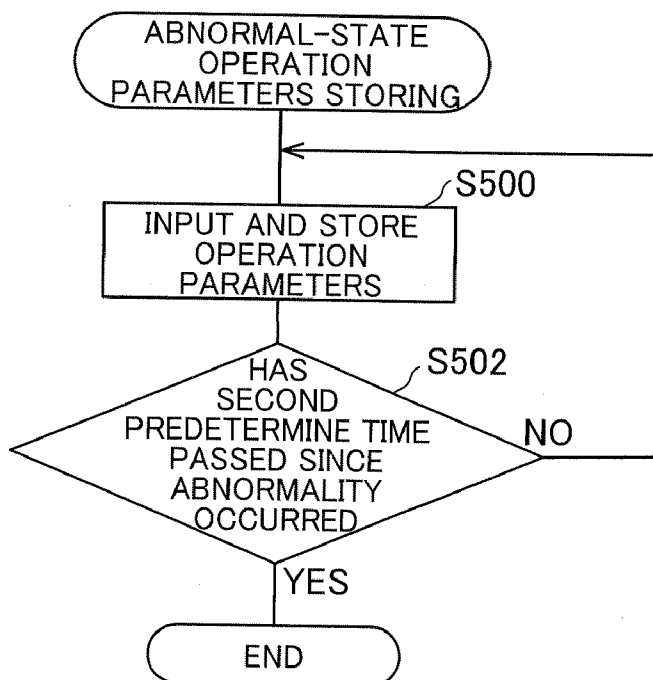 ABNORMAL-STATE
OPERATION
PARAMETERS STORING
S500
INPUT AND STORE
OPERATION
PARAMETERS
S502
HAS
SECOND
PREDETERMINE TIME
PASSED SINCE
ABNORMALITY
OCCURRED
NO
YES
END